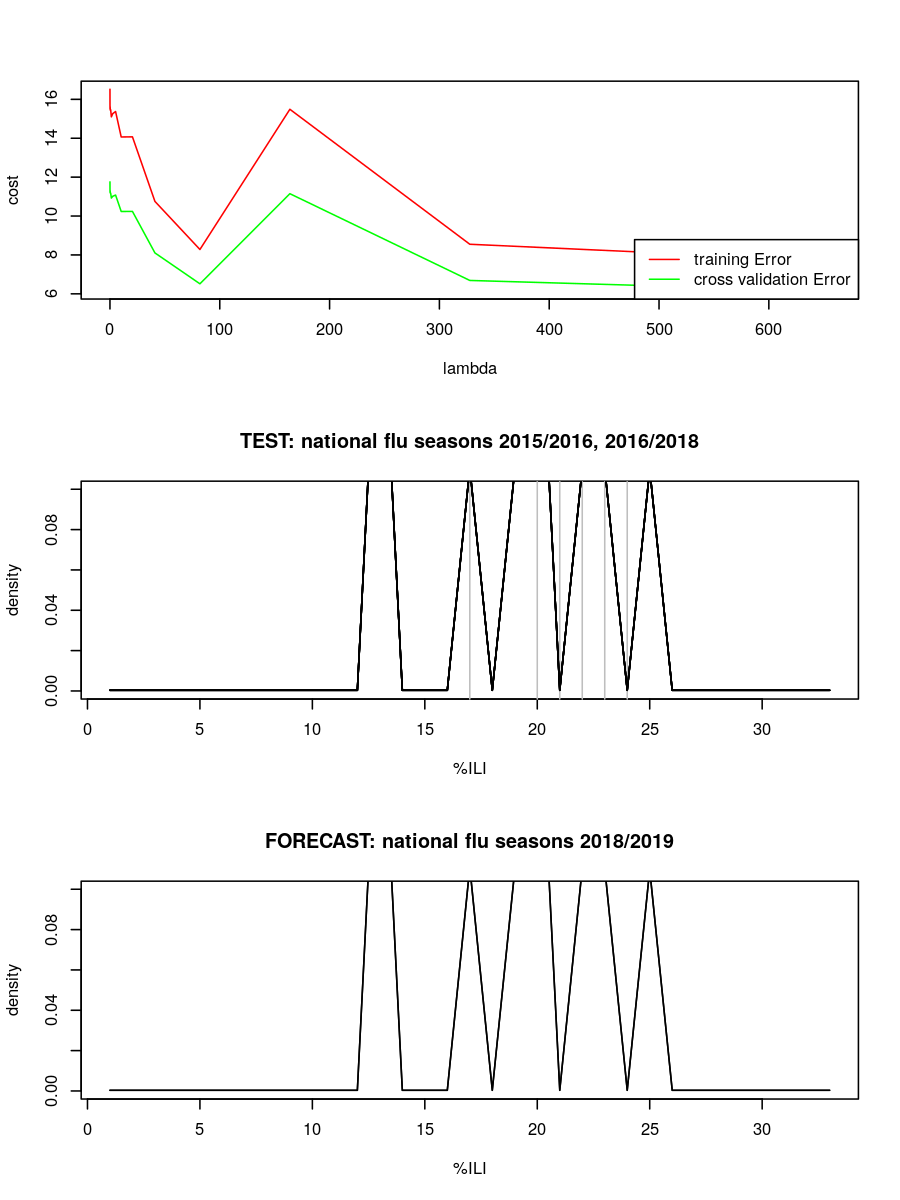 cost
16
14
12
10
8
6
training Error
cross validation Error
0 100 200 300 400 500 600
lambda
TEST: national flu seasons 2015/2016, 2016/2018
density
0.08
0.04
0.00
0 5 10 15 20 25 30
%ILI
FORECAST: national flu seasons 2018/2019
density
0.08
0.04
0.00
0 5 10 15 20 25 30
%ILI